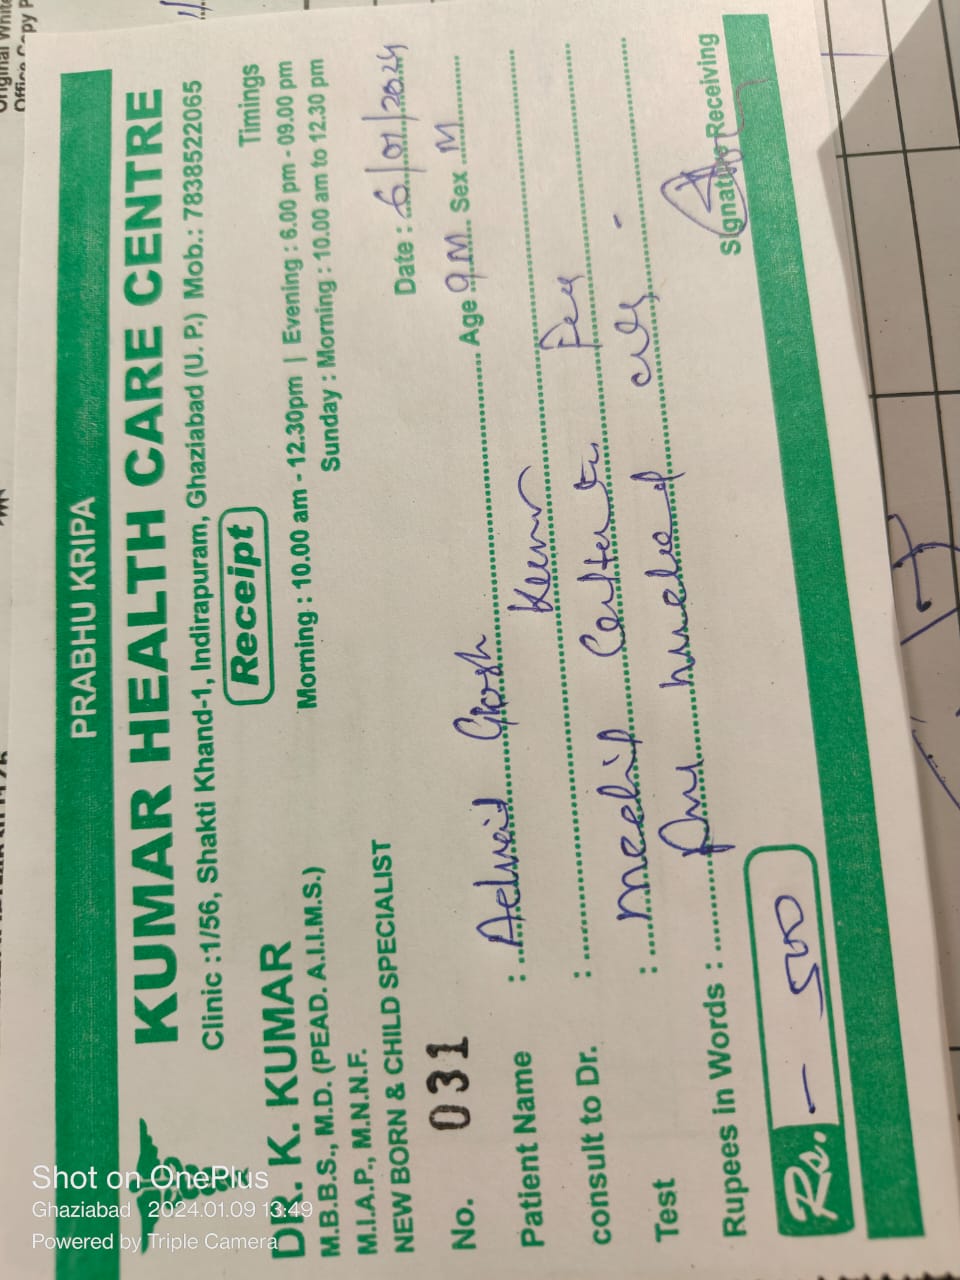 PRABHU KRIPA
KUMAR HEALTH CARE CENTRE
Clinic :1/56, Shakti Khand-1, Indirapuram, Ghaziabad (U. P.) Mob.: 7838522065
Receipt
Timings
DR. K. KUMAR
Morning : 10.00 am - 12.30pm | Evening : 6.00 pm - 09.00 pm
M.B.B.S., M.D. (PEAD. A.I.I.M.S.)
Sunday : Morning : 10.00 am to 12.30 pm
M.I.A.P., M.N.N.F.
NEW BORN & CHILD SPECIALIST
Date : 6/01/2024
No. 031
Age 9M Sex M
Patient Name : Advait Ghosh
consult to Dr. : Kumar
Test :
Rupees in Words : five hundred only
Rs. 500
Signature Receiving
Original White
Office Copy P
Shot on OnePlus
Ghaziabad 2024.01.09 13:49
Powered by Triple Camera